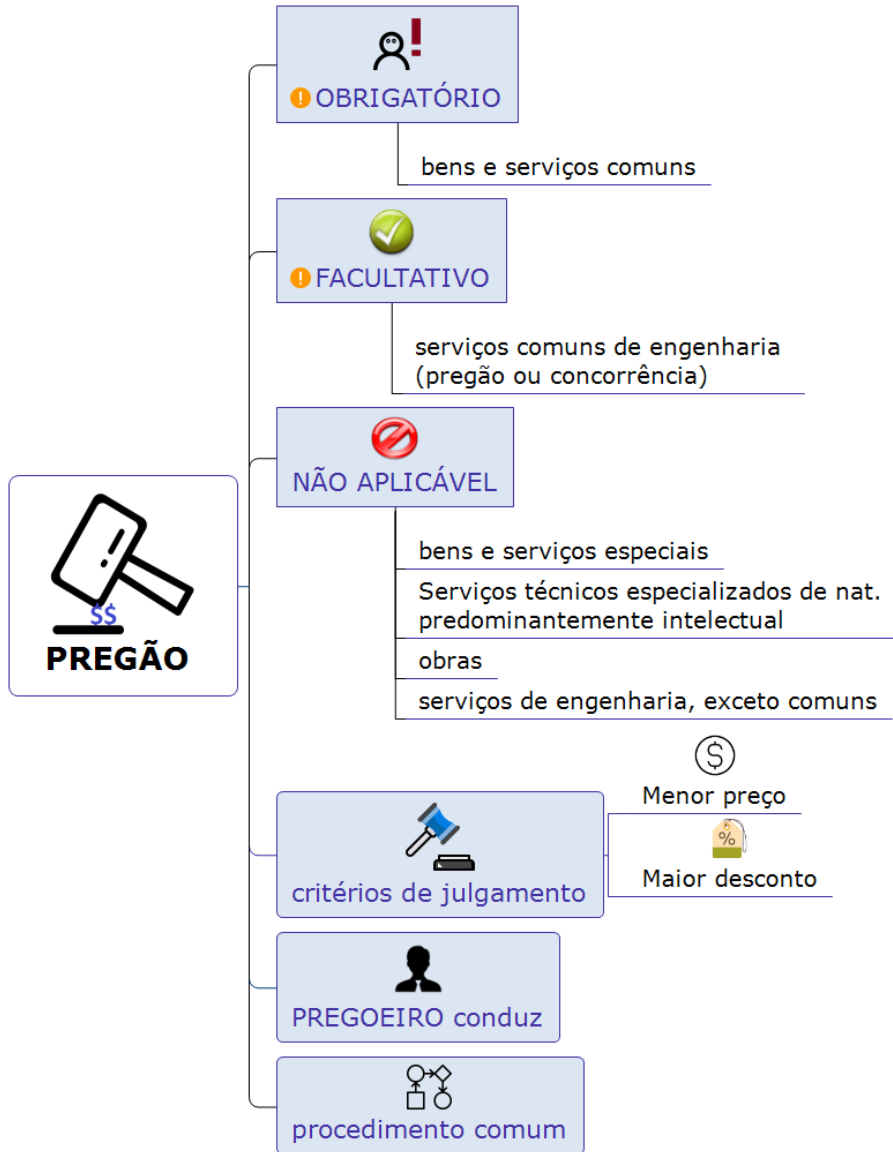 OBRIGATÓRIO
bens e serviços comuns
FACULTATIVO
serviços comuns de engenharia
(pregão ou concorrência)
NÃO APLICÁVEL
bens e serviços especiais
Serviços técnicos especializados de nat.
predominantemente intelectual
obras
serviços de engenharia, exceto comuns
$$
PREGÃO
critérios de julgamento
$
Menor preço
%
Maior desconto
PREGOEIRO conduz
procedimento comum